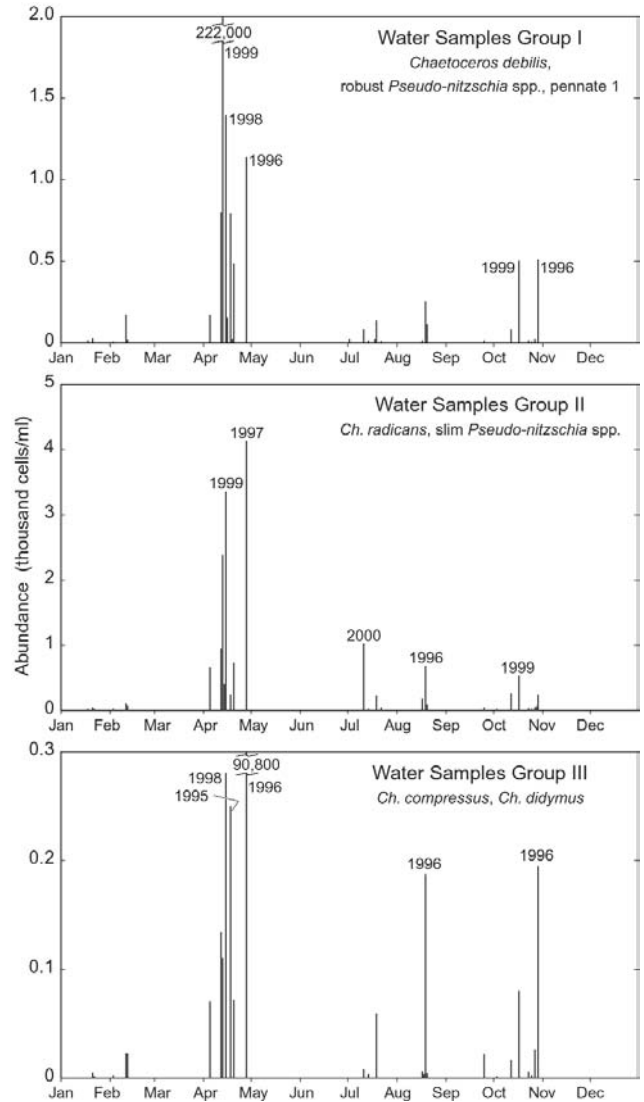 2.0
222,000
Water Samples Group I
1999
Chaetoceros debilis,
robust Pseudo-nitzschia spp., pennate 1
1.5
1998
1996
1.0
0.5
1999
1996
0
Jan Feb Mar Apr May Jun Jul Aug Sep Oct Nov Dec
5
Water Samples Group II
Ch. radicans, slim Pseudo-nitzschia spp.
1997
4
1999
3
2
2000
1
1996
1999
0
Jan Feb Mar Apr May Jun Jul Aug Sep Oct Nov Dec
Abundance (thousand cells/ml)
0.3
90,800
Water Samples Group III
1998
1996
1995
Ch. compressus, Ch. didymus
0.2
1996
1996
0.1
0
Jan Feb Mar Apr May Jun Jul Aug Sep Oct Nov Dec